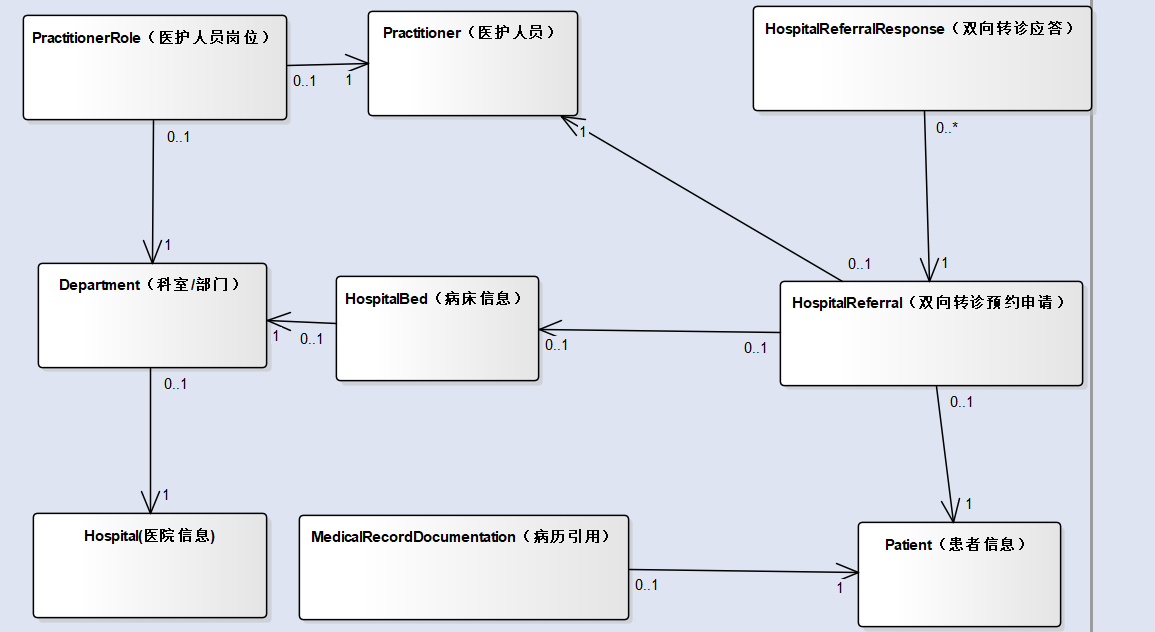 PractitionerRole（医护人员岗位）
Practitioner（医护人员）
HospitalReferralResponse（双向转诊应答）
0..1
1
0..1
1
0..*
1
0..1
1
Department（科室/部门）
HospitalBed（病床信息）
HospitalReferral（双向转诊预约申请）
1
0..1
0..1
0..1
0..1
0..1
1
1
Hospital(医院信息)
MedicalRecordDocumentation（病历引用）
Patient（患者信息）
0..1
1